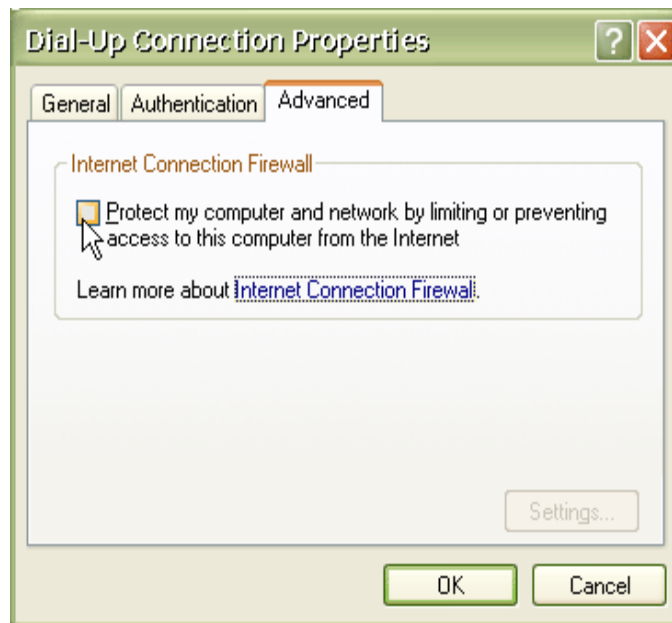 Dial-Up Connection Properties
General Authentication Advanced
Internet Connection Firewall
Protect my computer and network by limiting or preventing
access to this computer from the Internet
Learn more about Internet Connection Firewall.
Settings...
OK Cancel